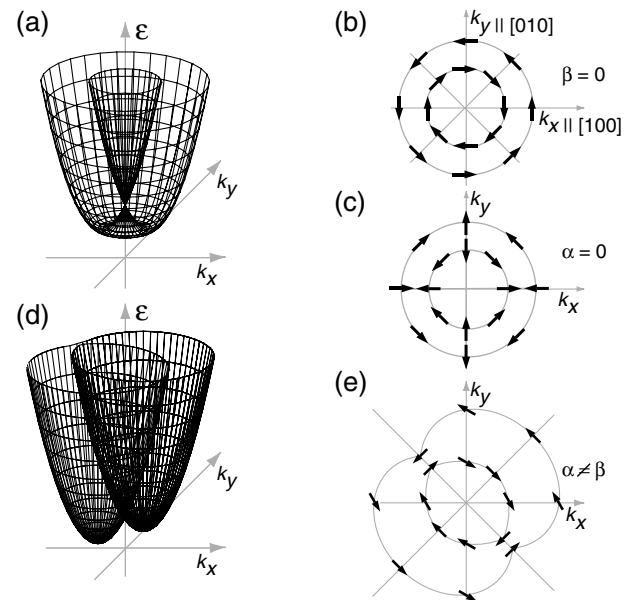 (a)
ε
k_y
k_x
(b)
k_y || [010]
β = 0
k_x || [100]
(c)
k_y
α = 0
k_x
(d)
ε
k_y
k_x
(e)
k_y
α ≠ β
k_x